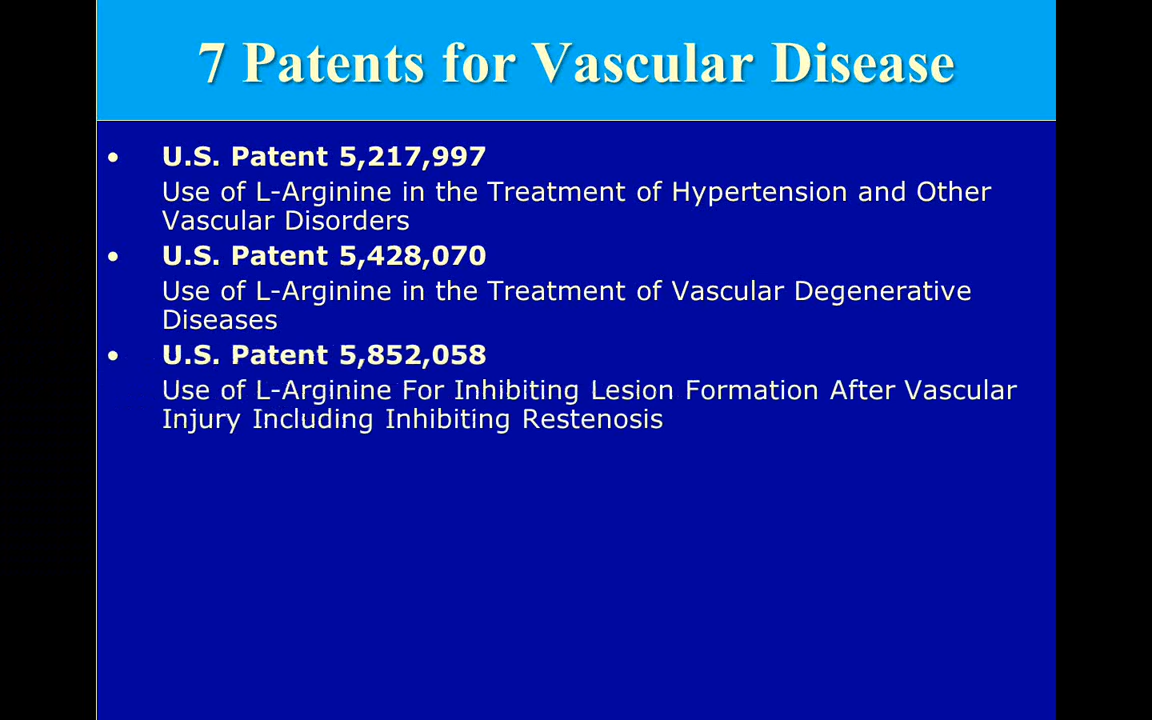 7 Patents for Vascular Disease
• U.S. Patent 5,217,997
Use of L-Arginine in the Treatment of Hypertension and Other
Vascular Disorders
• U.S. Patent 5,428,070
Use of L-Arginine in the Treatment of Vascular Degenerative
Diseases
• U.S. Patent 5,852,058
Use of L-Arginine For Inhibiting Lesion Formation After Vascular
Injury Including Inhibiting Restenosis